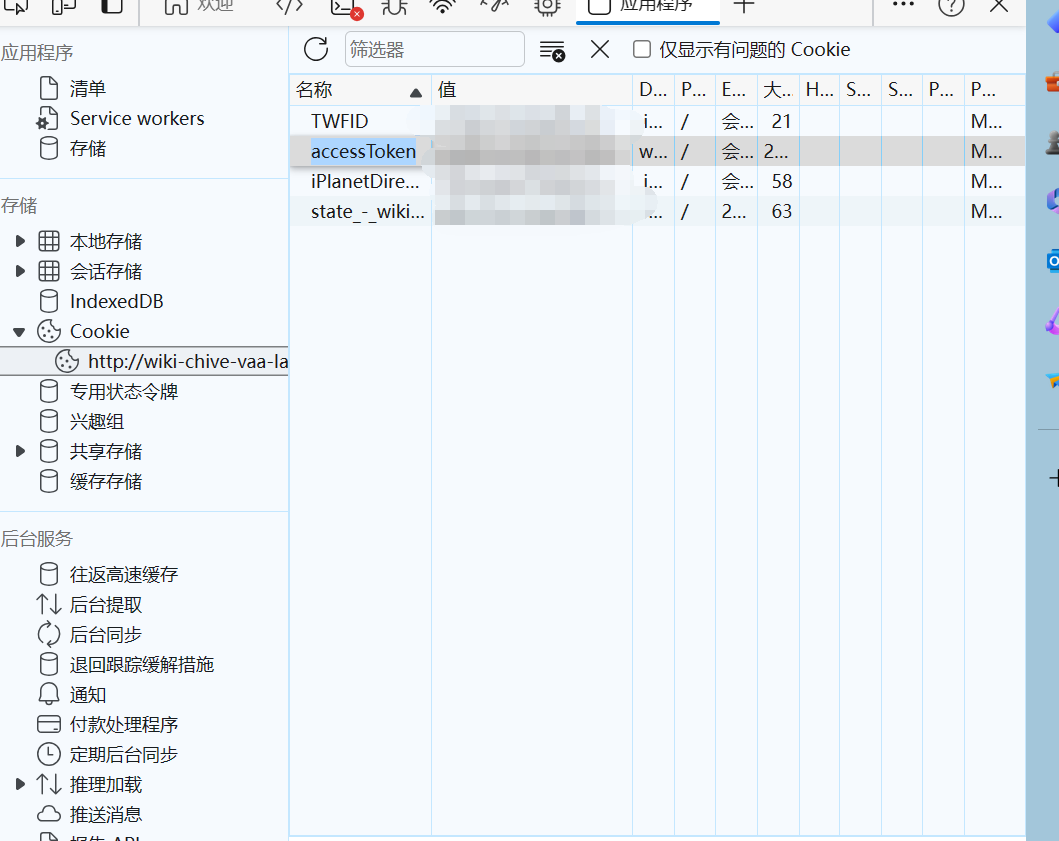 欢迎
应用程序
应用程序
清单
Service workers
存储
存储
本地存储
会话存储
IndexedDB
Cookie
http://wiki-chive-vaa-la
专用状态令牌
兴趣组
共享存储
缓存存储
后台服务
往返高速缓存
后台提取
后台同步
退回跟踪缓解措施
通知
付款处理程序
定期后台同步
推理加载
推送消息
报告 API
筛选器
仅显示有问题的 Cookie
名称 值 D... P... E... 大... H... S... S... P... P...
TWFID i... / 会... 21 M...
accessToken w... / 会... 2... M...
iPlanetDire... i... / 会... 58 M...
state_-_wiki... ... / 2... 63 M...